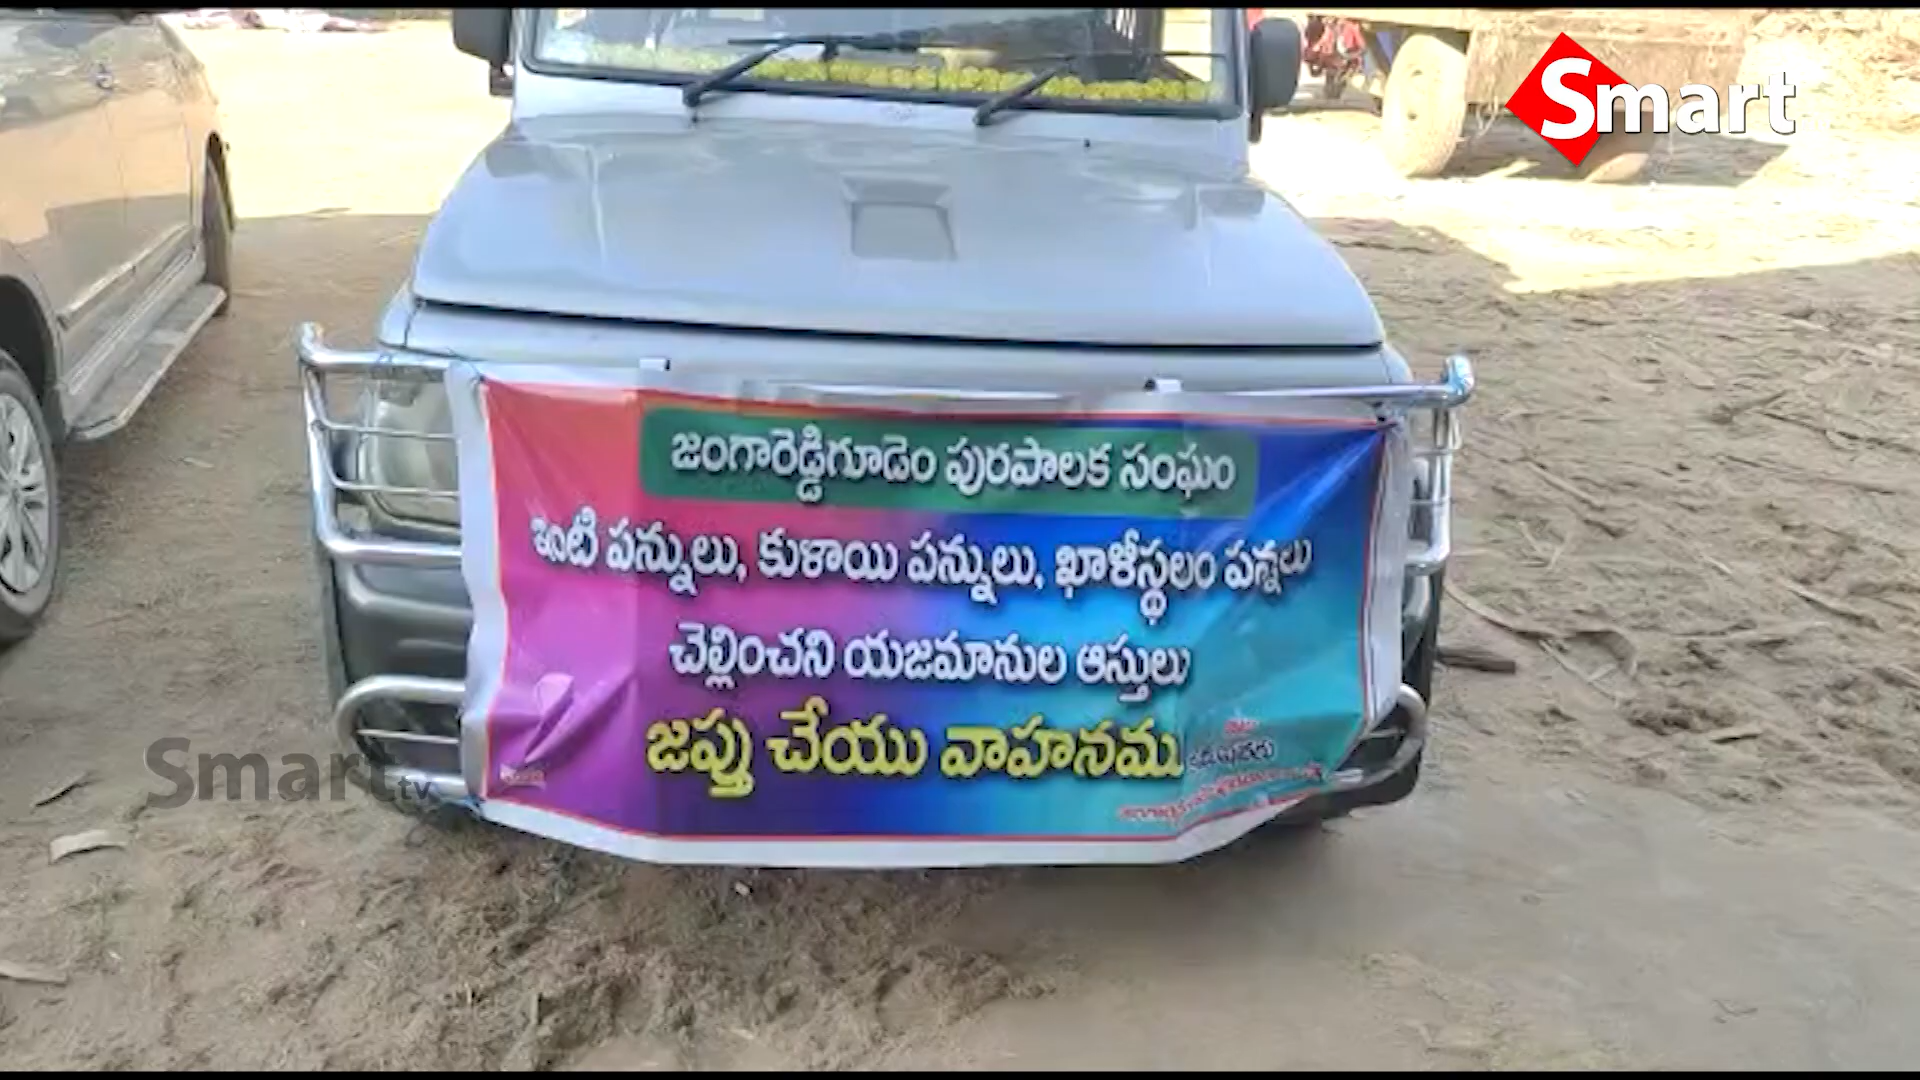 Smart
జంగారెడ్డిగూడెం పురపాలక సంఘం
ఇంటి పన్నులు, కుళాయి పన్నులు, ఖాళీస్థలం పన్నులు
చెల్లించని యజమానుల ఆస్తులు
జప్తు చేయు వాహనము
Smart tv